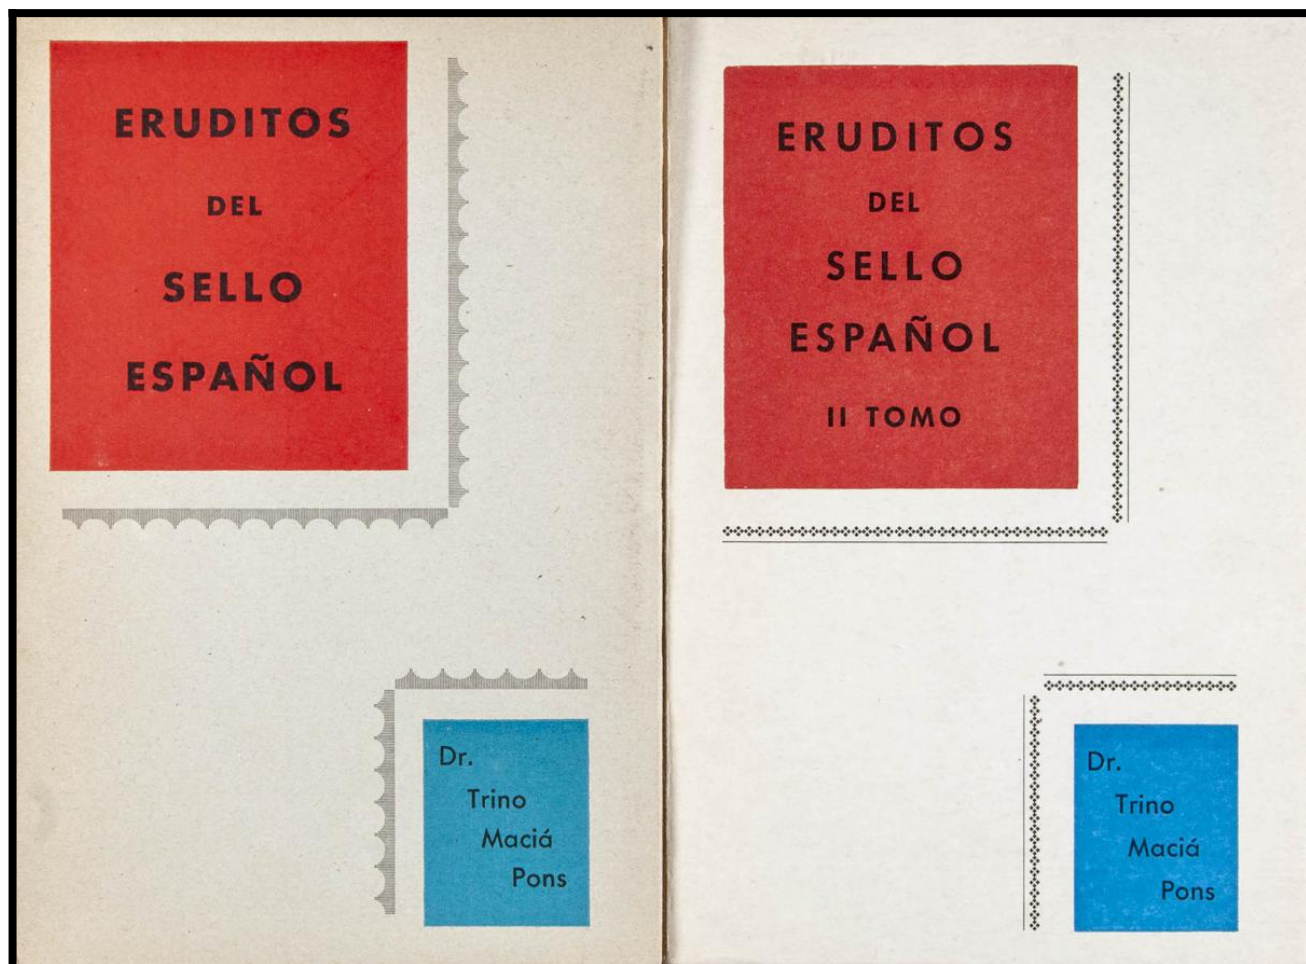 ERUDITOS
DEL
SELLO
ESPAÑOL
Dr.
Trino
Maciá
Pons
ERUDITOS
DEL
SELLO
ESPAÑOL
II TOMO
Dr.
Trino
Maciá
Pons